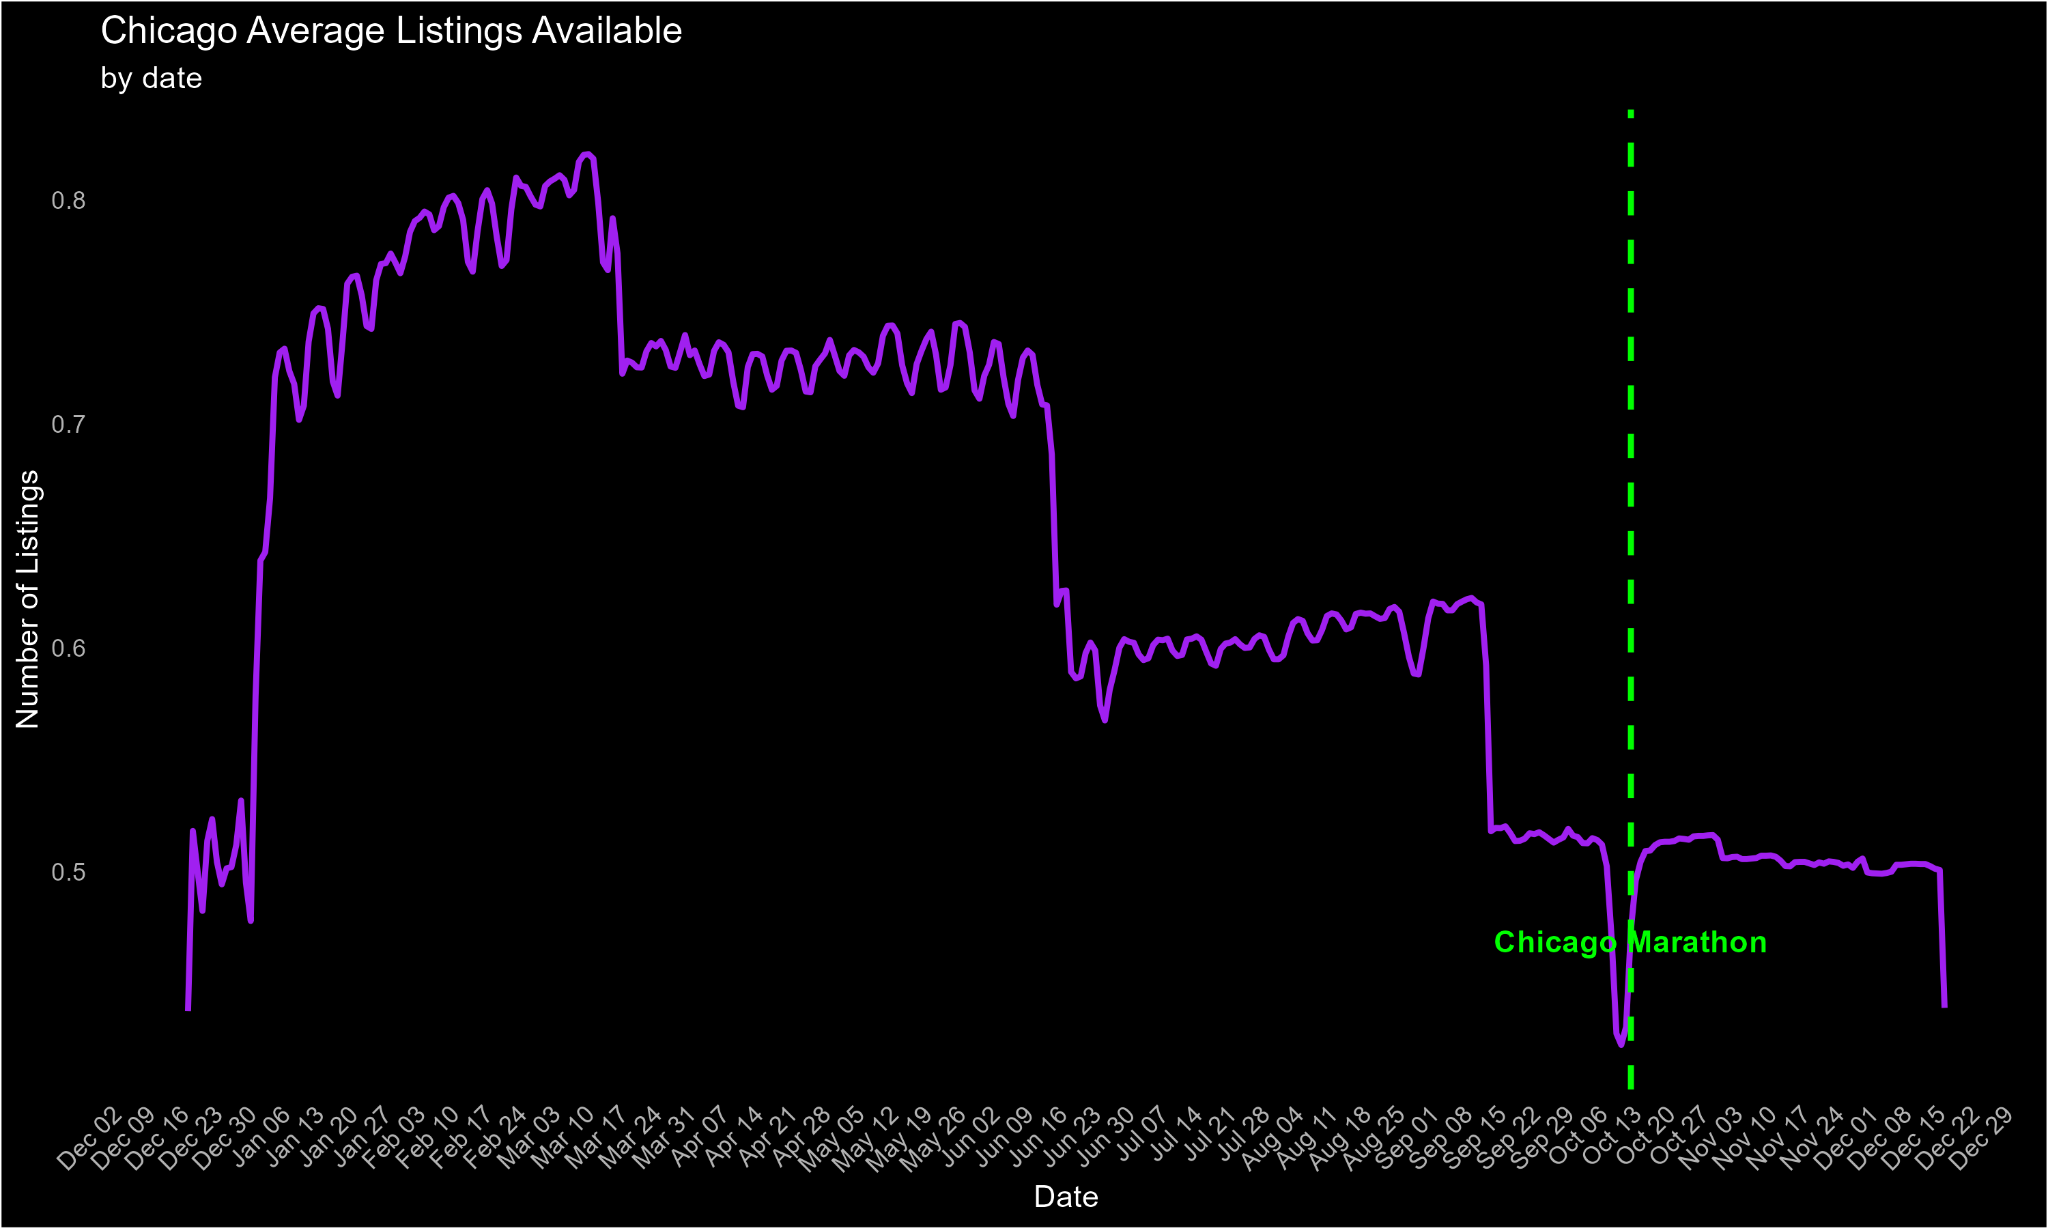 Chicago Average Listings Available
by date
Number of Listings
0.8
0.7
0.6
0.5
Chicago Marathon
Dec 02
Dec 09
Dec 16
Dec 23
Dec 30
Jan 06
Jan 13
Jan 20
Jan 27
Feb 03
Feb 10
Feb 17
Feb 24
Mar 03
Mar 10
Mar 17
Mar 24
Mar 31
Apr 07
Apr 14
Apr 21
Apr 28
May 05
May 12
May 19
May 26
Jun 02
Jun 09
Jun 16
Jun 23
Jun 30
Jul 07
Jul 14
Jul 21
Jul 28
Aug 04
Aug 11
Aug 18
Aug 25
Sep 01
Sep 08
Sep 15
Sep 22
Sep 29
Oct 06
Oct 13
Oct 20
Oct 27
Nov 03
Nov 10
Nov 17
Nov 24
Dec 01
Dec 08
Dec 15
Dec 22
Dec 29
Date